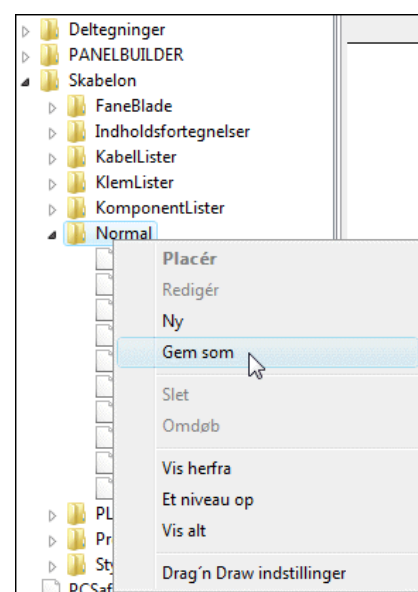 Deltegninger
PANELBUILDER
Skabelon
FaneBlade
Indholdsfortegnelser
KabelLister
KlemLister
KomponentLister
Normal
Placér
Redigér
Ny
Gem som
Slet
Omdøb
Vis herfra
Et niveau op
Vis alt
Drag´n Draw indstillinger